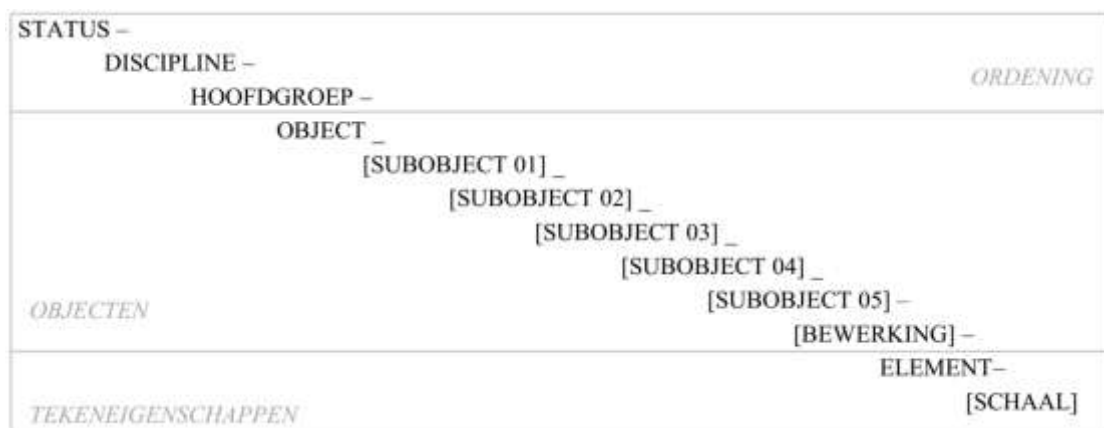 STATUS –
DISCIPLINE –
ORDENING
HOOFDGROEP –
OBJECT _
[SUBOBJECT 01] _
[SUBOBJECT 02] _
[SUBOBJECT 03] _
[SUBOBJECT 04] _
[SUBOBJECT 05] –
OBJECTEN
[BEWERKING] –
ELEMENT–
[SCHAAL]
TEKENEIGENSCHAPPEN